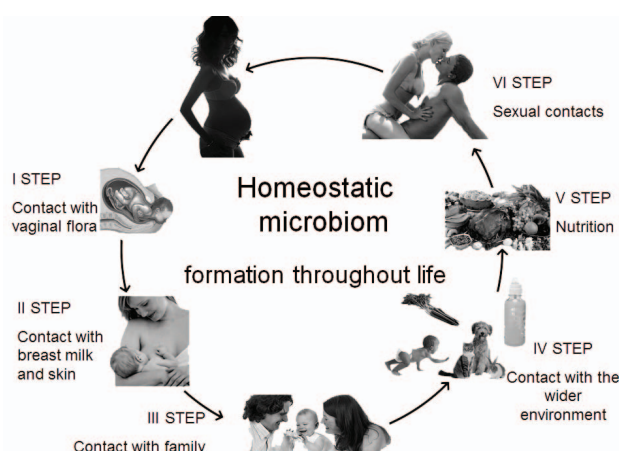 VI STEP
Sexual contacts
I STEP
Contact with
vaginal flora
Homeostatic
microbiom
formation throughout life
V STEP
Nutrition
II STEP
Contact with
breast milk
and skin
IV STEP
Contact with the
wider
environment
III STEP
Contact with family